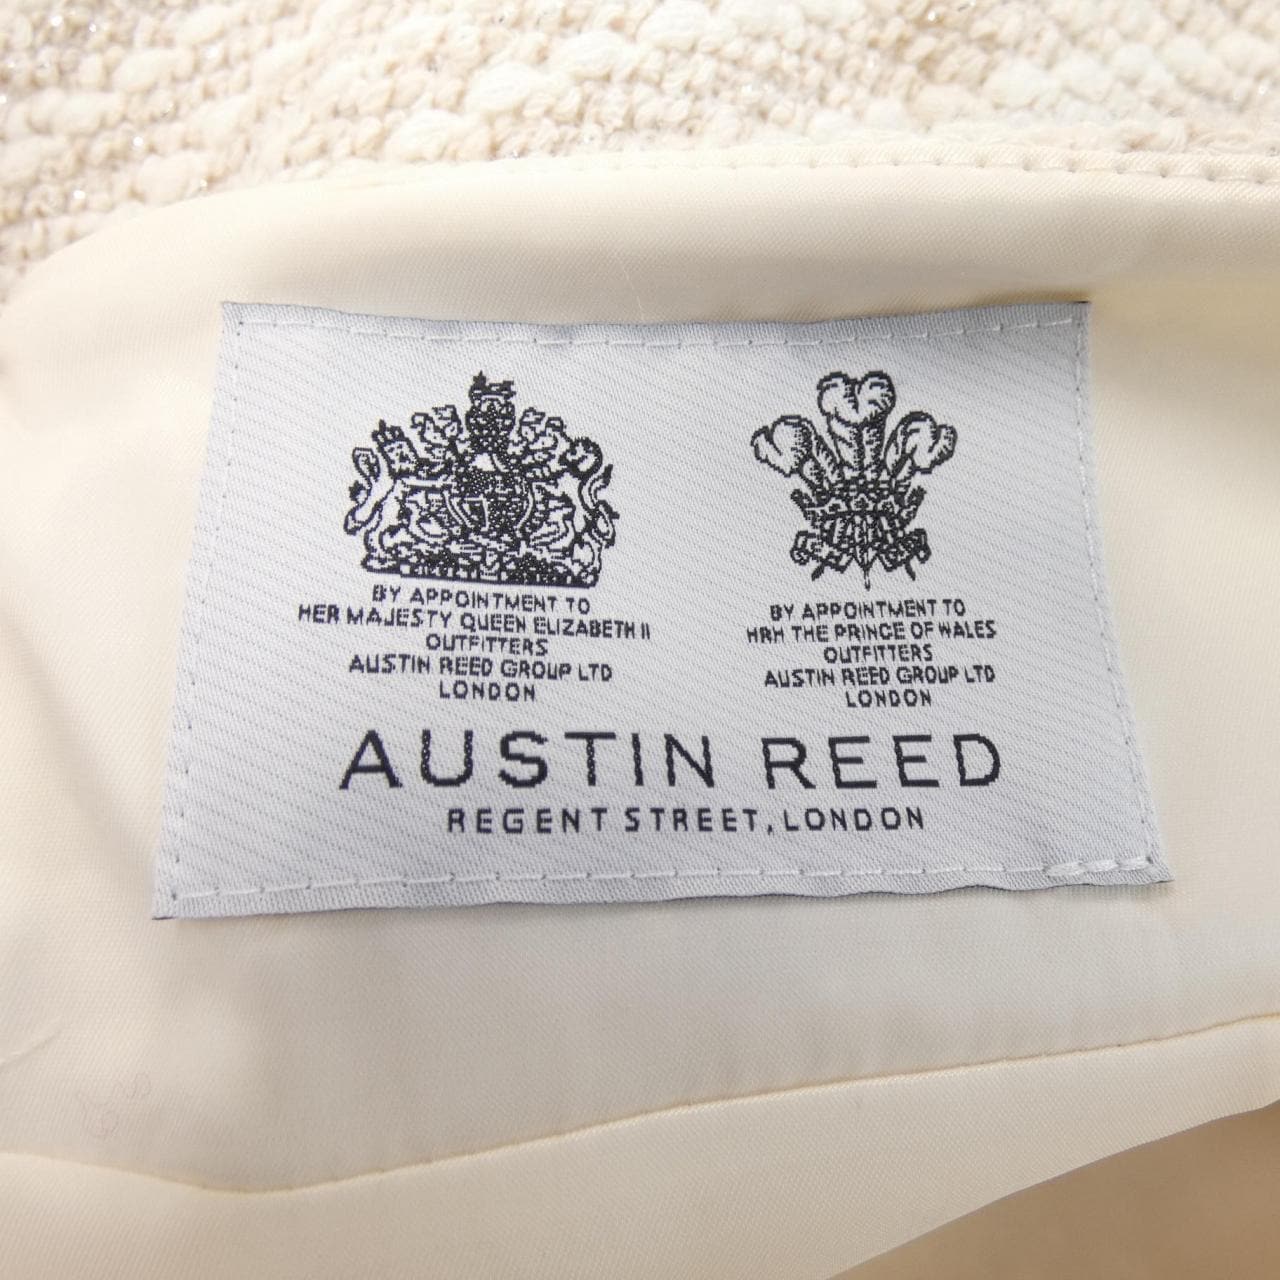 BY APPOINTMENT TO
HER MAJESTY QUEEN ELIZABETH II
OUTFITTERS
AUSTIN REED GROUP LTD
LONDON
BY APPOINTMENT TO
HRH THE PRINCE OF WALES
OUTFITTERS
AUSTIN REED GROUP LTD
LONDON
AUSTIN REED
REGENT STREET, LONDON